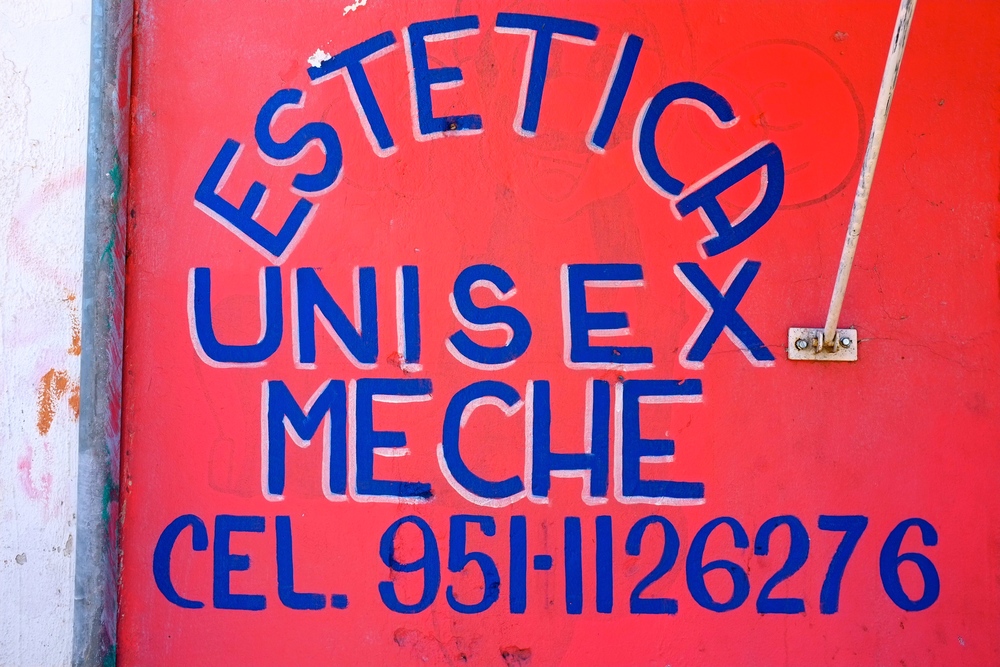 ESTETICA
UNISEX
MECHE
CEL. 951-1126276